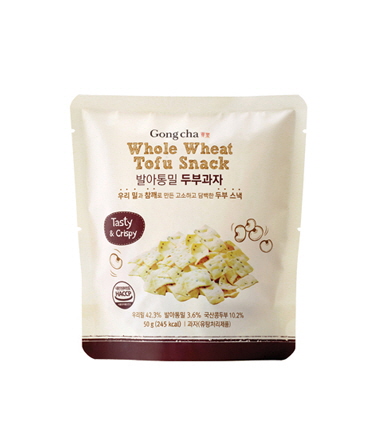 Gong cha 貢茶
Whole Wheat
Tofu Snack
발아통밀 두부과자
우리 밀과 참깨로 만든 고소하고 담백한 두부 스낵
Tasty
& Crispy
HACCP
우리밀 42.3% 발아통밀 3.6% 국산콩두부 10.2%
50 g (245 kcal) | 과자(유탕처리제품)